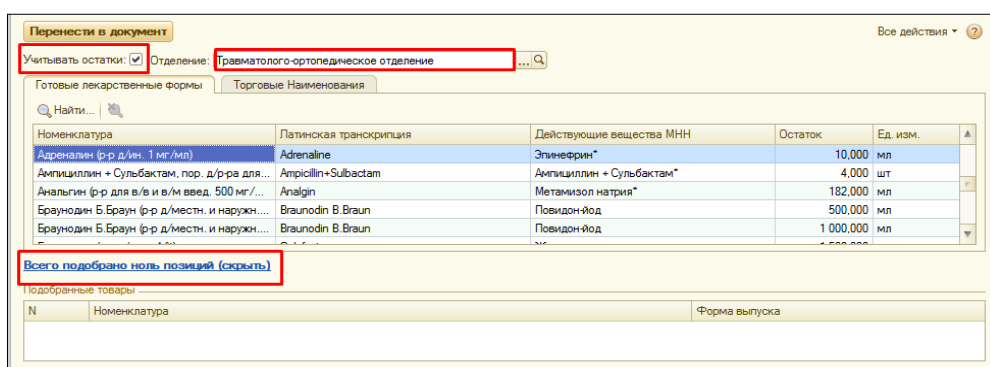 Перенести в документ Все действия
Учитывать остатки: Отделение: Травматолого-ортопедическое отделение ...
Готовые лекарственные формы Торговые Наименования
Найти...
Номенклатура Латинская транскрипция Действующие вещества МНН Остаток Ед. изм.
Адреналин (р-р д/ин. 1 мг/мл) Adrenaline Эпинефрин* 10,000 мл
Ампициллин + Сульбактам, пор. д/р-ра для... Ampicillin+Sulbactam Ампициллин + Сульбактам* 4,000 шт
Анальгин (р-р для в/в и в/м введ. 500 мг/... Analgin Метамизол натрия* 182,000 мл
Браунодин Б.Браун (р-р д/местн. и наружн.... Braunodin B.Braun Повидон-йод 500,000 мл
Браунодин Б.Браун (р-р д/местн. и наружн.... Braunodin B.Braun Повидон-йод 1 000,000 мл
Всего подобрано ноль позиций (скрыть)
Подобранные товары
N Номенклатура Форма выпуска